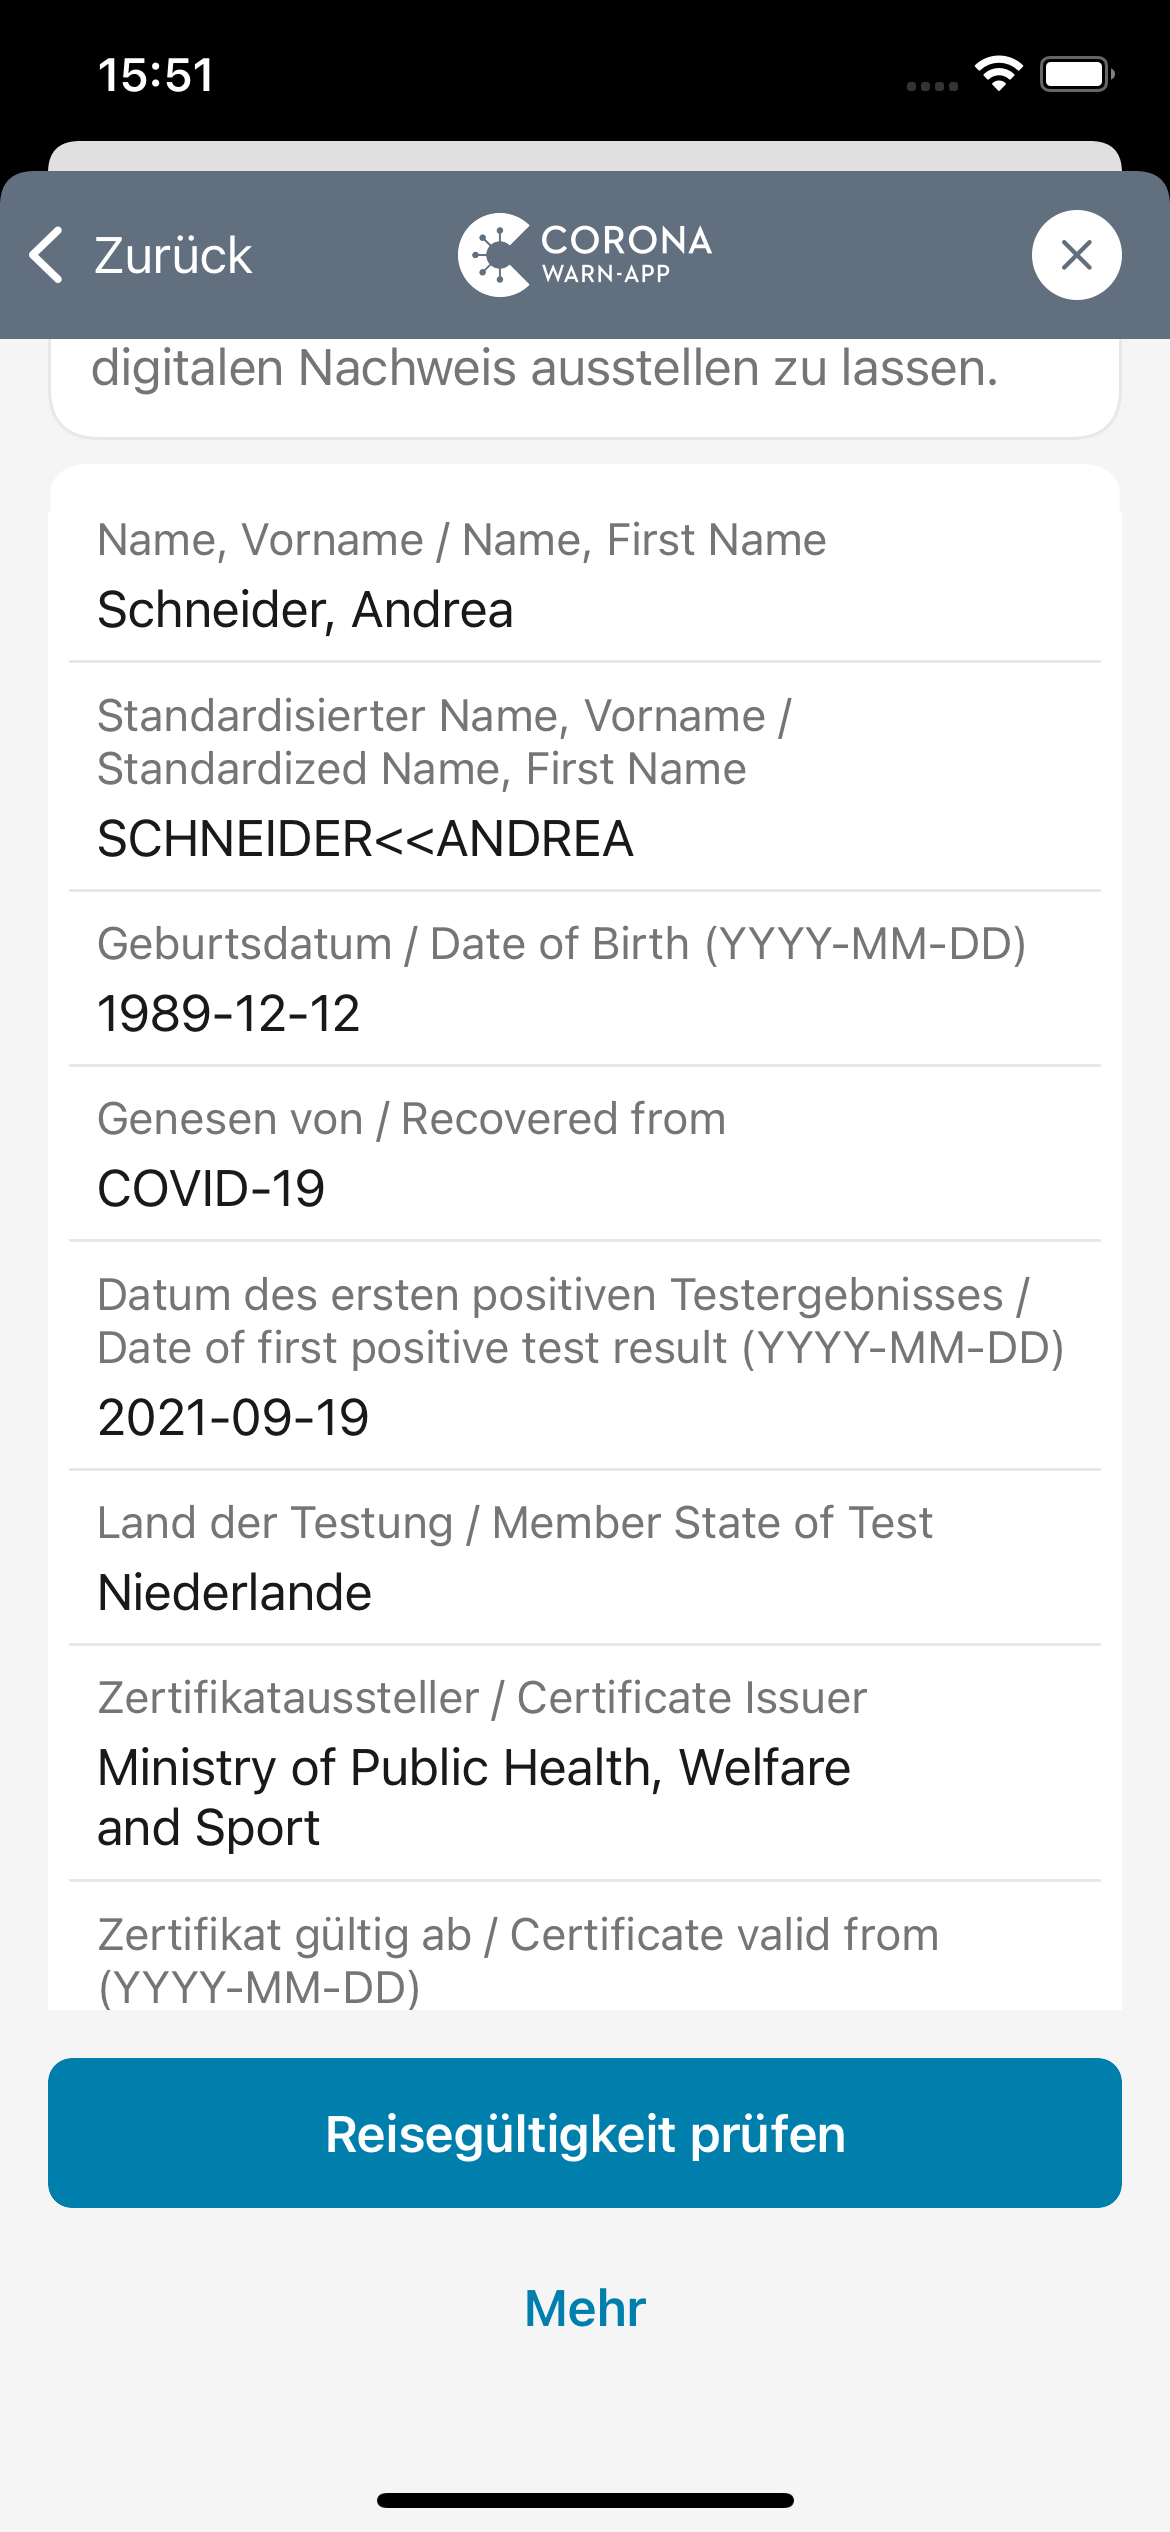 15:51
Zurück
CORONA
WARN-APP
digitalen Nachweis ausstellen zu lassen.
Name, Vorname / Name, First Name
Schneider, Andrea
Standardisierter Name, Vorname /
Standardized Name, First Name
SCHNEIDER<<ANDREA
Geburtsdatum / Date of Birth (YYYY-MM-DD)
1989-12-12
Genesen von / Recovered from
COVID-19
Datum des ersten positiven Testergebnisses /
Date of first positive test result (YYYY-MM-DD)
2021-09-19
Land der Testung / Member State of Test
Niederlande
Zertifikataussteller / Certificate Issuer
Ministry of Public Health, Welfare
and Sport
Zertifikat gültig ab / Certificate valid from
(YYYY-MM-DD)
Reisegültigkeit prüfen
Mehr